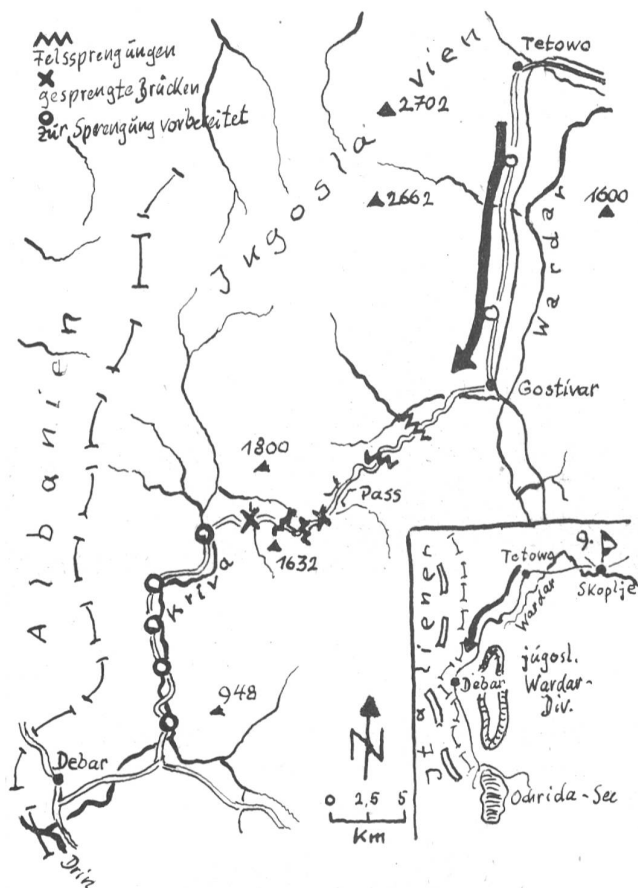 Felssprengungen
gesprengte Brücken
Zur Sprengung vorbereitet
Jugoslavien
Tetowo
2702
2662
1600
Wardar
Gostivar
Albanien
1800
Pass
1632
Kriva
948
Debar
Drin
N
0 2,5 5
Km
9.
Tetowo
Skoplje
Wardar
Italiener
Debar
jugosl.
Wardar-
Div.
Ochrida-See